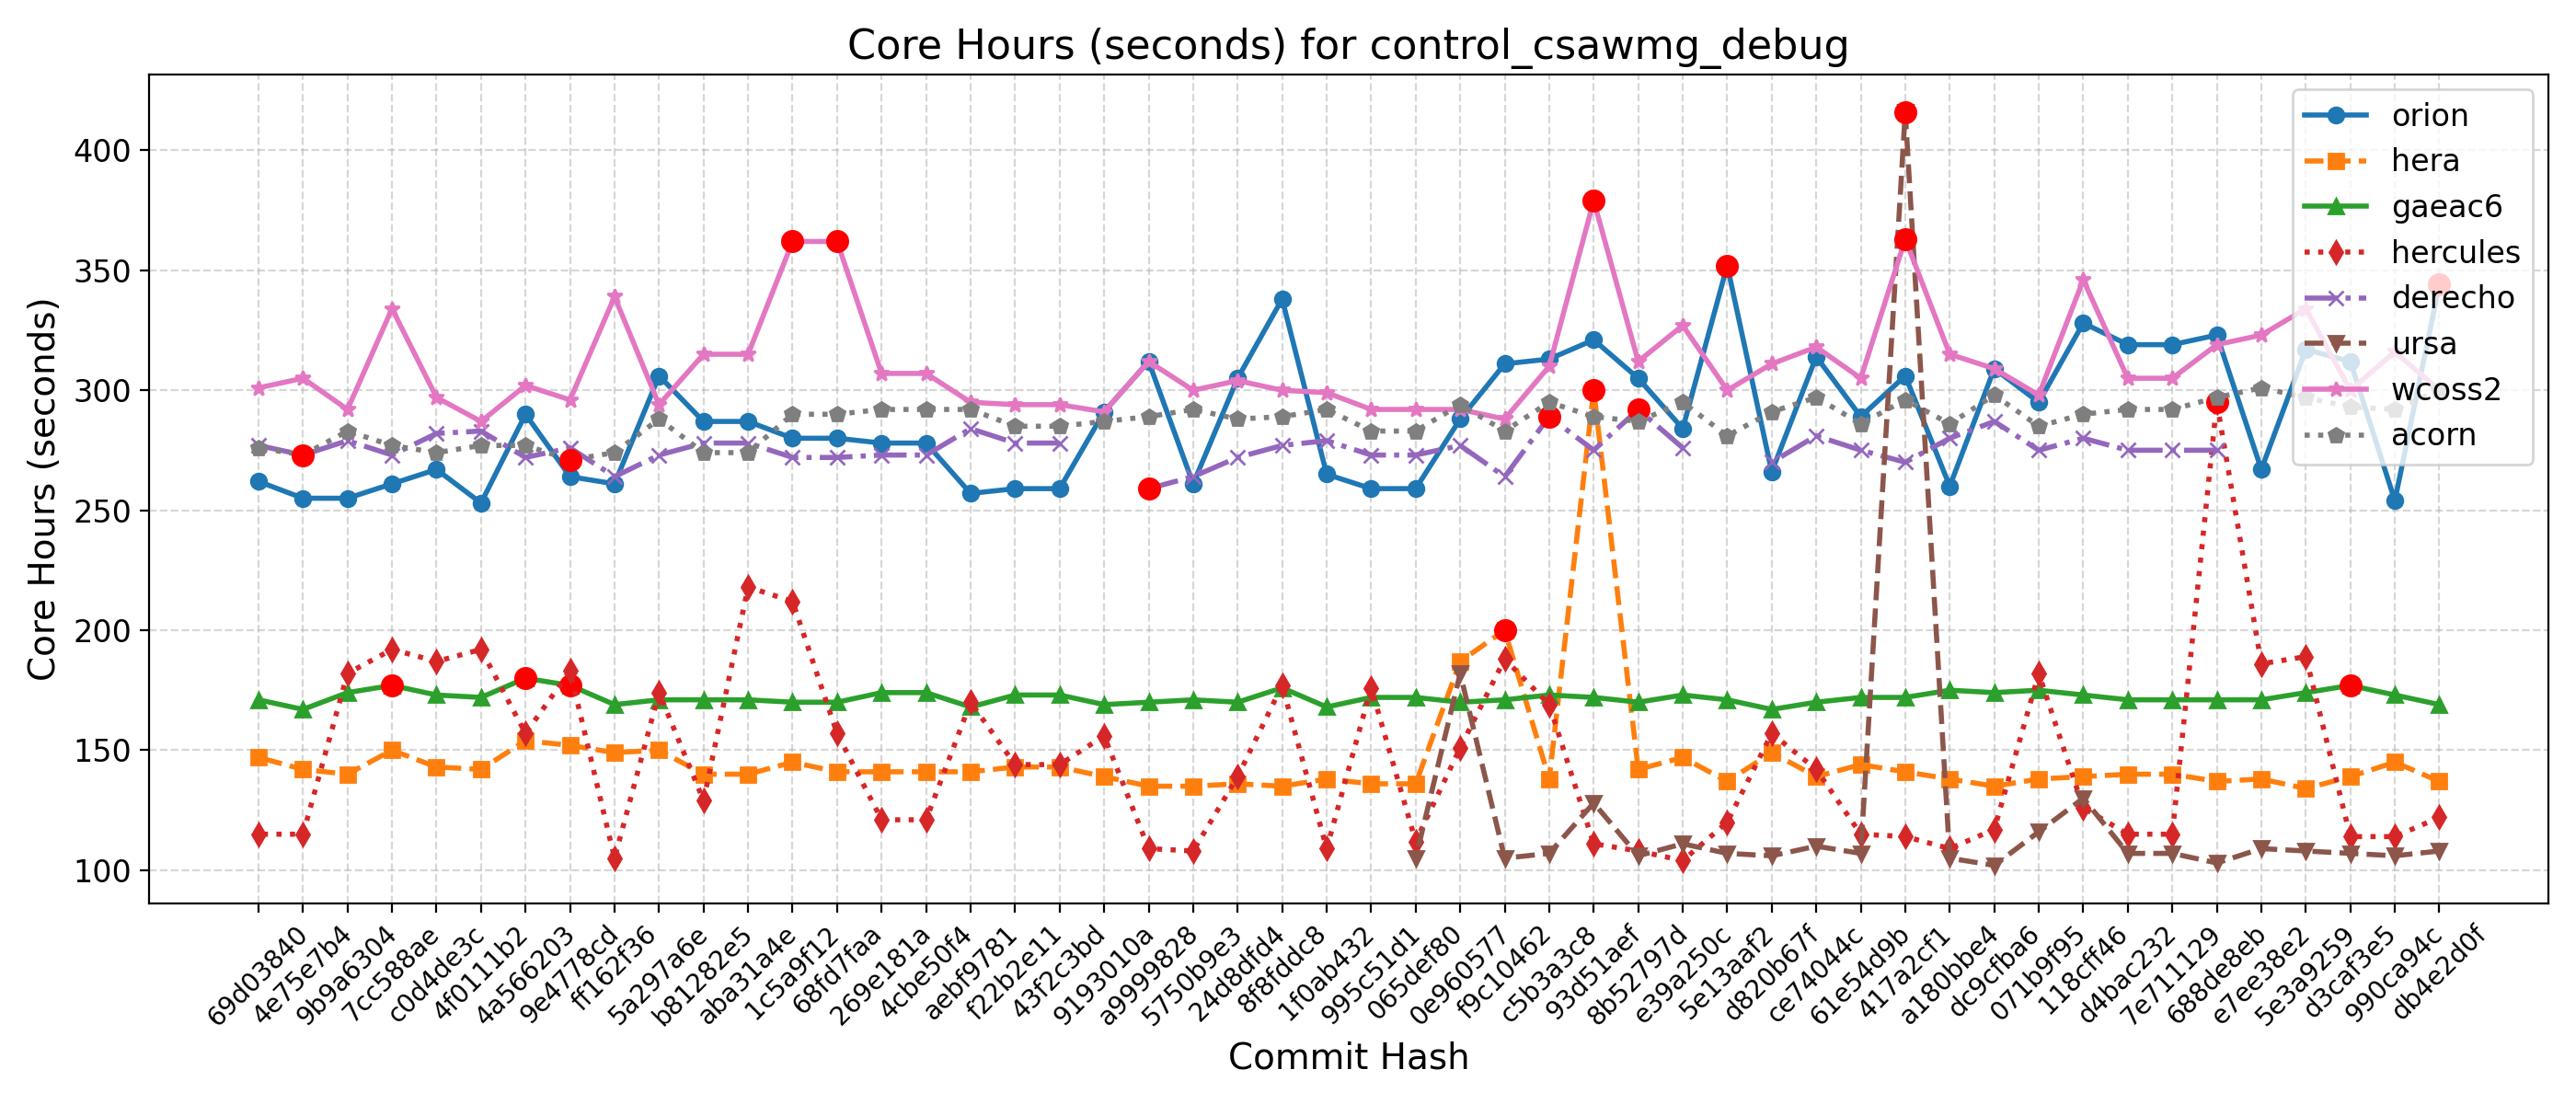 Core Hours (seconds) for control_csawmg_debug
Core Hours (seconds)
400
350
300
250
200
150
100
orion
hera
gaeac6
hercules
derecho
ursa
wcoss2
acorn
69d03840
4e75e7b4
9b9a6304
7cc588ae
c0d4de3c
4f0111b2
4a566203
9e4778cd
ff162f36
5a297a6e
b81282e5
aba31a4e
1c5a9f12
68fd7faa
269e181a
4cbe50f4
aebf9781
f22b2e11
43f2c3bd
9193010a
a9999828
5750b9e3
24d8dfd4
8f8fddc8
1f0ab432
995c51d1
065def80
0e960577
f9c10462
c5b3a3c8
93d51aef
8b52797d
e39a250c
5e13aaf2
d820b67f
ce74044c
61e54d9b
417a2cf1
a180bbe4
dc9cfba6
071b9f95
118cff46
d4bac232
7e711129
688de8eb
e7ee38e2
5e3a9259
d3caf3e5
990ca94c
db4e2d0f
Commit Hash